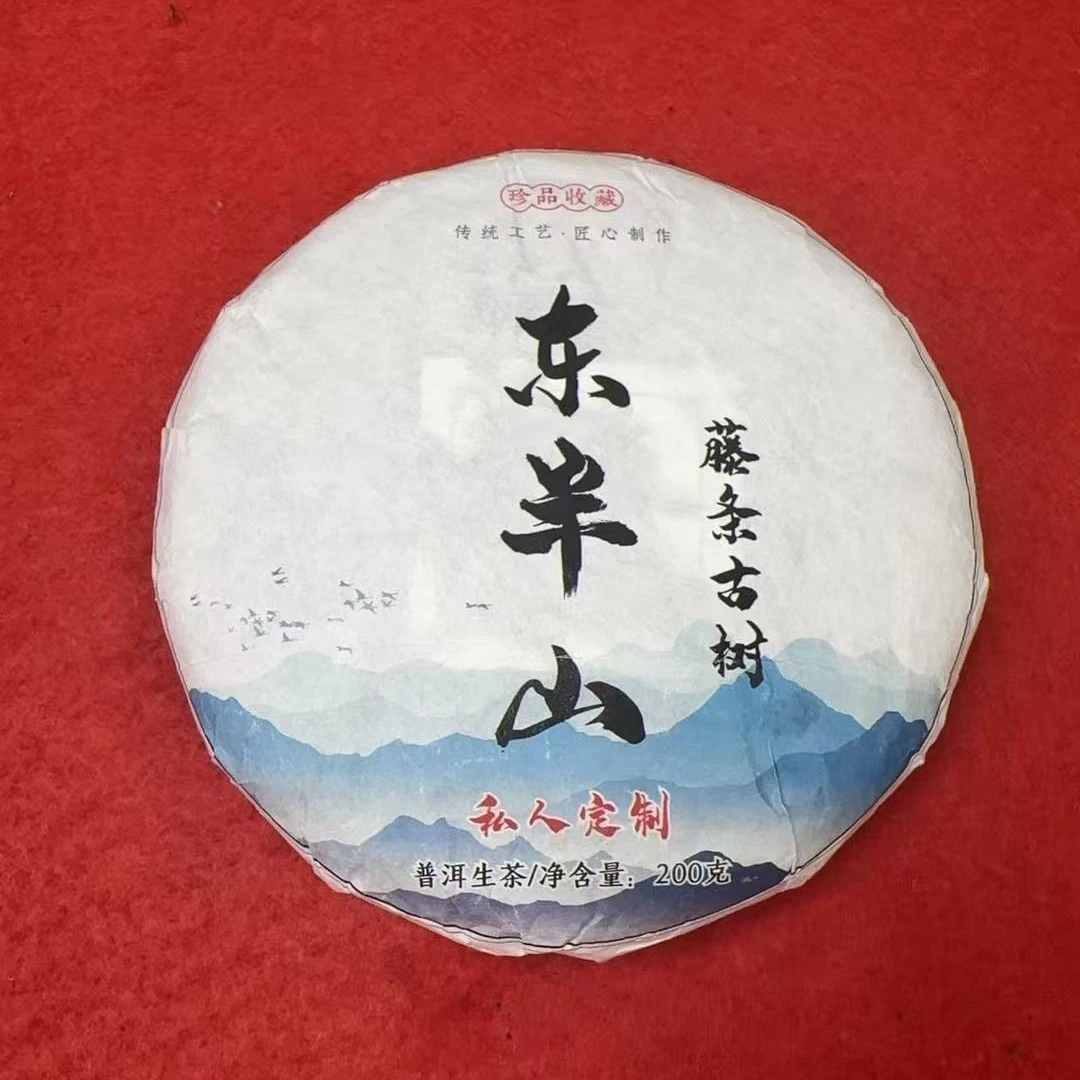 珍品收藏
传统工艺·匠心制作
东半山
藤条古树
私人定制
普洱生茶/净含量：200克